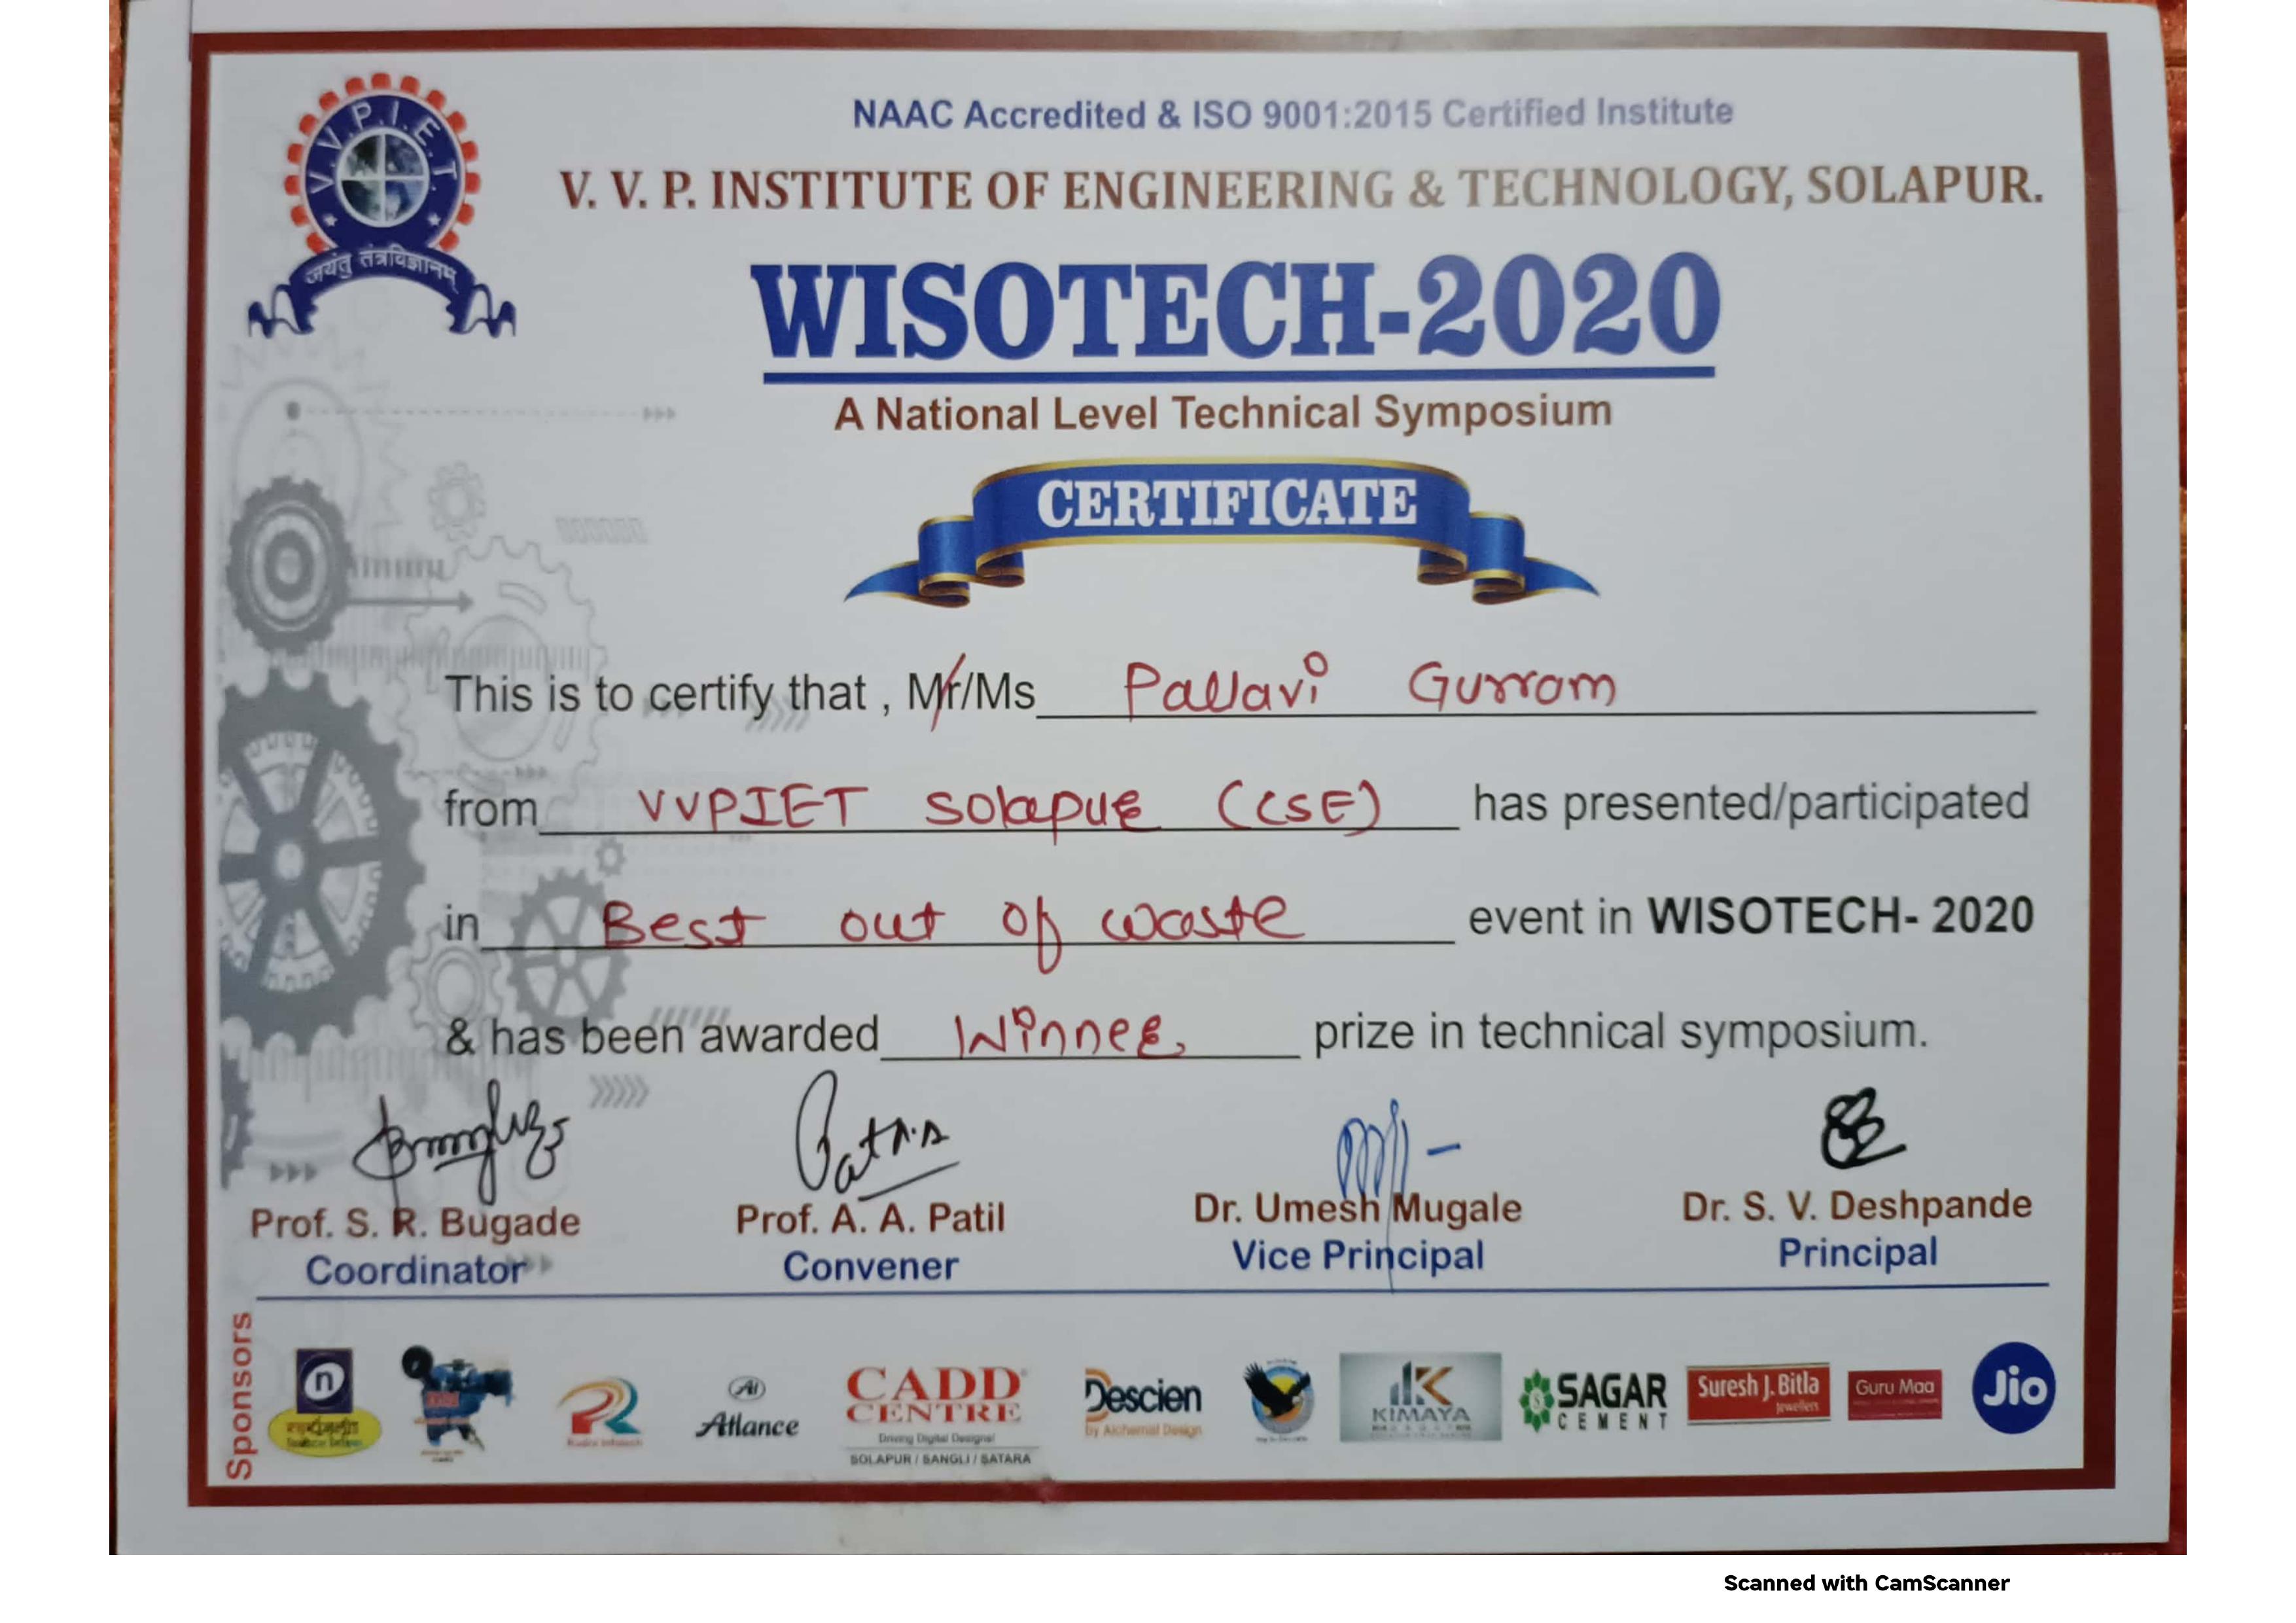 V.V.P.I.E.T.
जयंतु तंत्रविज्ञानम्
NAAC Accredited & ISO 9001:2015 Certified Institute
V. V. P. INSTITUTE OF ENGINEERING & TECHNOLOGY, SOLAPUR.
WISOTECH-2020
A National Level Technical Symposium
CERTIFICATE
This is to certify that , Mr/Ms Pallavi Gurram
from VVPIET Solapur (CSE) has presented/participated
in Best out of waste event in WISOTECH- 2020
& has been awarded Winner, prize in technical symposium.
Prof. S. R. Bugade
Coordinator
Prof. A. A. Patil
Convener
Dr. Umesh Mugale
Vice Principal
Dr. S. V. Deshpande
Principal
Sponsors
n
R
AI
Atlance
CADD
CENTRE
Driving Digital Designs!
SOLAPUR / SANGLI / SATARA
Descien
by Alchemist Design
KIMAYA
SAGAR
CEMENT
Suresh J. Bitla
Jewellers
Guru Maa
Jio
Scanned with CamScanner